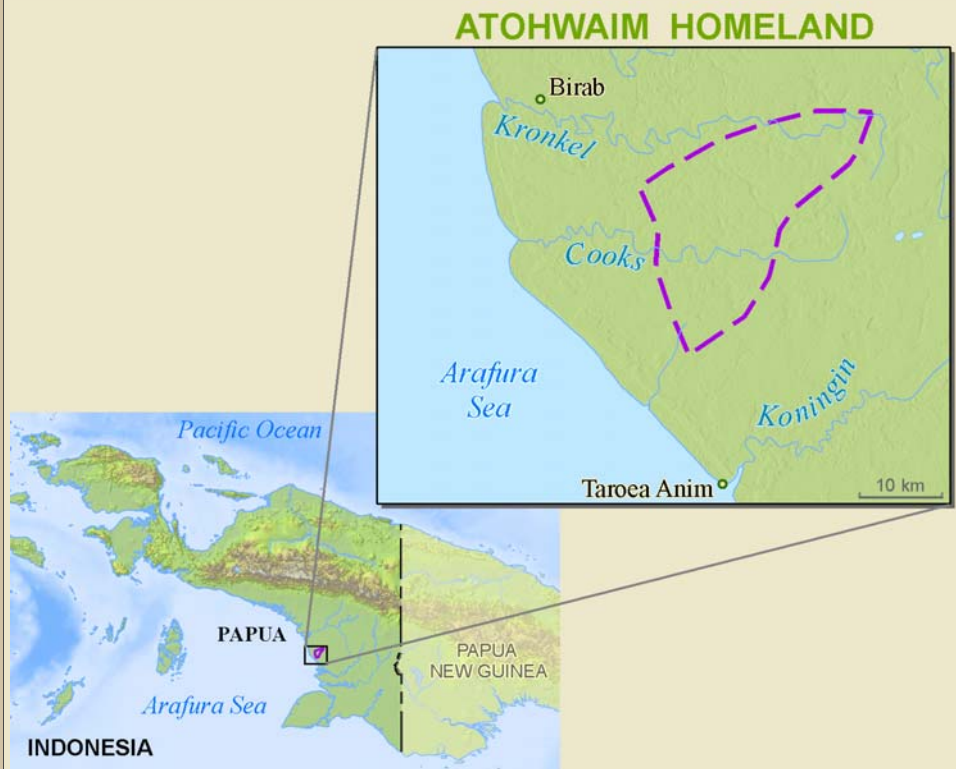 ATOHWAIM HOMELAND
Birab
Kronkel
Cooks
Arafura
Sea
Koningin
Taroea Anim
10 km
Pacific Ocean
PAPUA
PAPUA
NEW GUINEA
Arafura Sea
INDONESIA